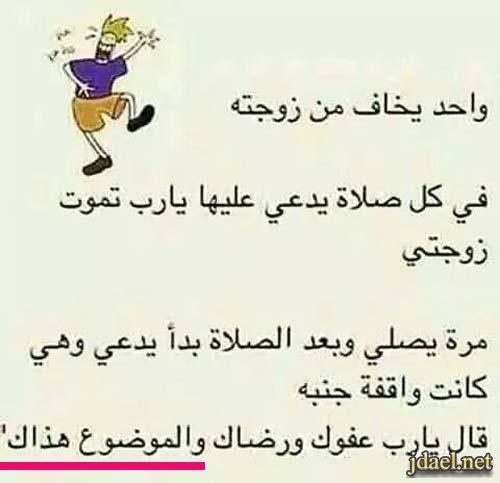 واحد يخاف من زوجته
في كل صلاة يدعي عليها يارب تموت
زوجتي
مرة يصلي وبعد الصلاة بدأ يدعي وهي
كانت واقفة جنبه
قال يارب عفوك ورضاك والموضوع هذاك"
jdael.net